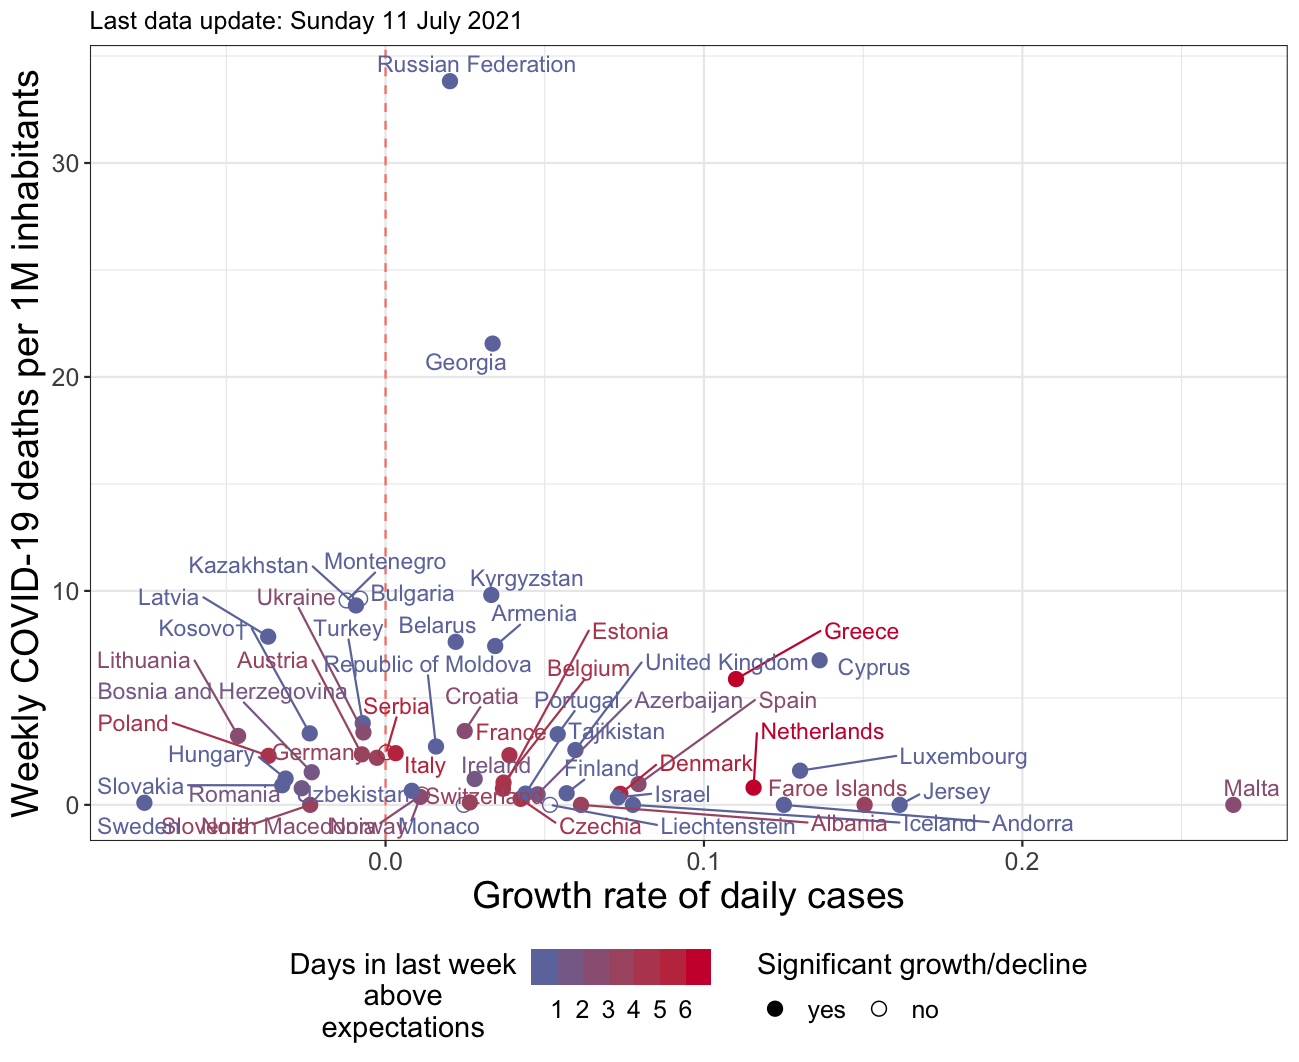 Last data update: Sunday 11 July 2021
Weekly COVID-19 deaths per 1M inhabitants
30
20
10
0
Russian Federation
Georgia
Kazakhstan
Montenegro
Latvia
Ukraine
Bulgaria
Kyrgyzstan
Kosovo†
Turkey
Belarus
Armenia
Lithuania
Austria
Republic of Moldova
Estonia
Belgium
United Kingdom
Greece
Cyprus
Bosnia and Herzegovina
Serbia
Croatia
Portugal
Azerbaijan
Spain
Poland
France
Tajikistan
Netherlands
Hungary
Germany
Italy
Ireland
Finland
Denmark
Luxembourg
Slovakia
Romania
Uzbekistan
Switzerland
Israel
Faroe Islands
Jersey
Malta
Sweden
Slovenia
North Macedonia
Norway
Monaco
Czechia
Liechtenstein
Albania
Iceland
Andorra
0.0
0.1
0.2
Growth rate of daily cases
Days in last week
above
expectations
1 2 3 4 5 6
Significant growth/decline
yes
no